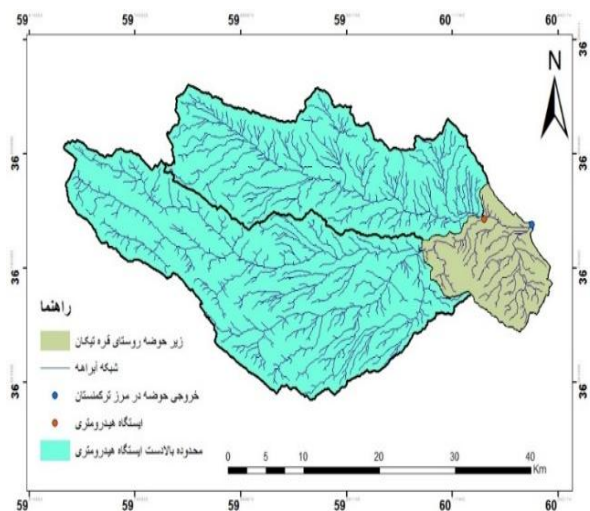 59 59 59 59 60 60
N
36
36
36
36
راهنما
زیر حوضه روستای قره تیکان
شبکه آبراهه
خروجی حوضه در مرز ترکمنستان
ایستگاه هیدرومتری
محدوده بالادست ایستگاه هیدرومتری
0 5 10 20 30 40
Km
59 59 59 59 60 60